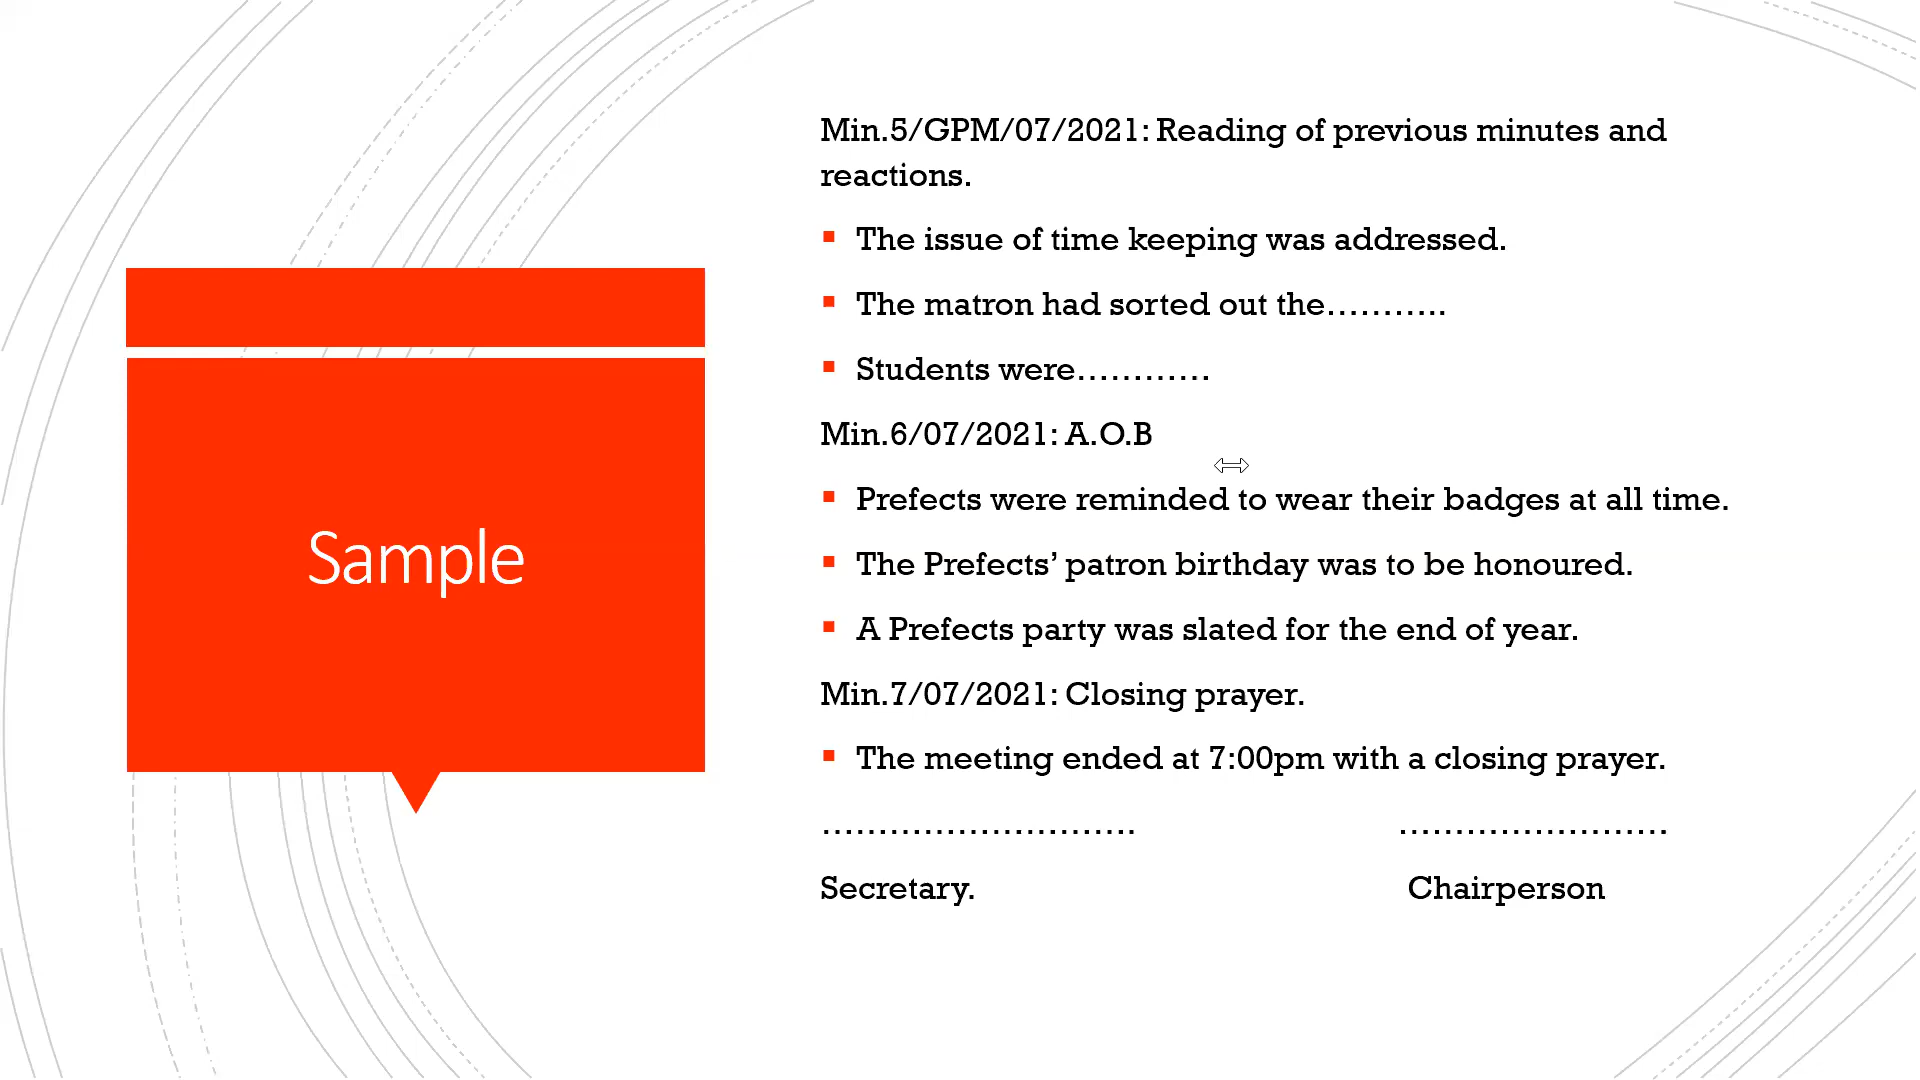 Sample
Min.5/GPM/07/2021: Reading of previous minutes and
reactions.
The issue of time keeping was addressed.
The matron had sorted out the………..
Students were…………
Min.6/07/2021: A.O.B
Prefects were reminded to wear their badges at all time.
The Prefects’ patron birthday was to be honoured.
A Prefects party was slated for the end of year.
Min.7/07/2021: Closing prayer.
The meeting ended at 7:00pm with a closing prayer.
………………………. ……………………
Secretary. Chairperson